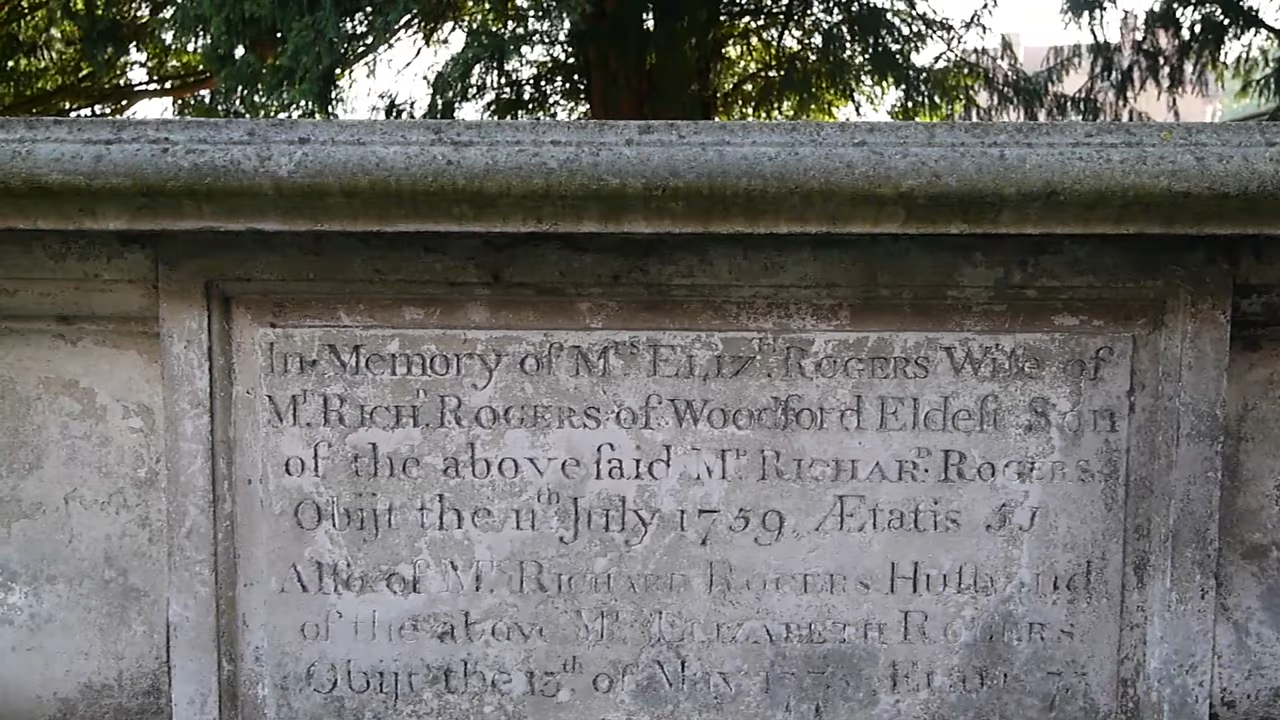 In Memory of Mrs Elizth Rogers Wife of
Mr Richd Rogers of Woodford Eldeſt Son
of the above ſaid Mr Richard Rogers
Obijt the 11th July 1759 Ætatis 51
Alſo of Mr Richard Rogers Huſband
of the above Mrs Elizabeth Rogers
Obijt the 15th of May